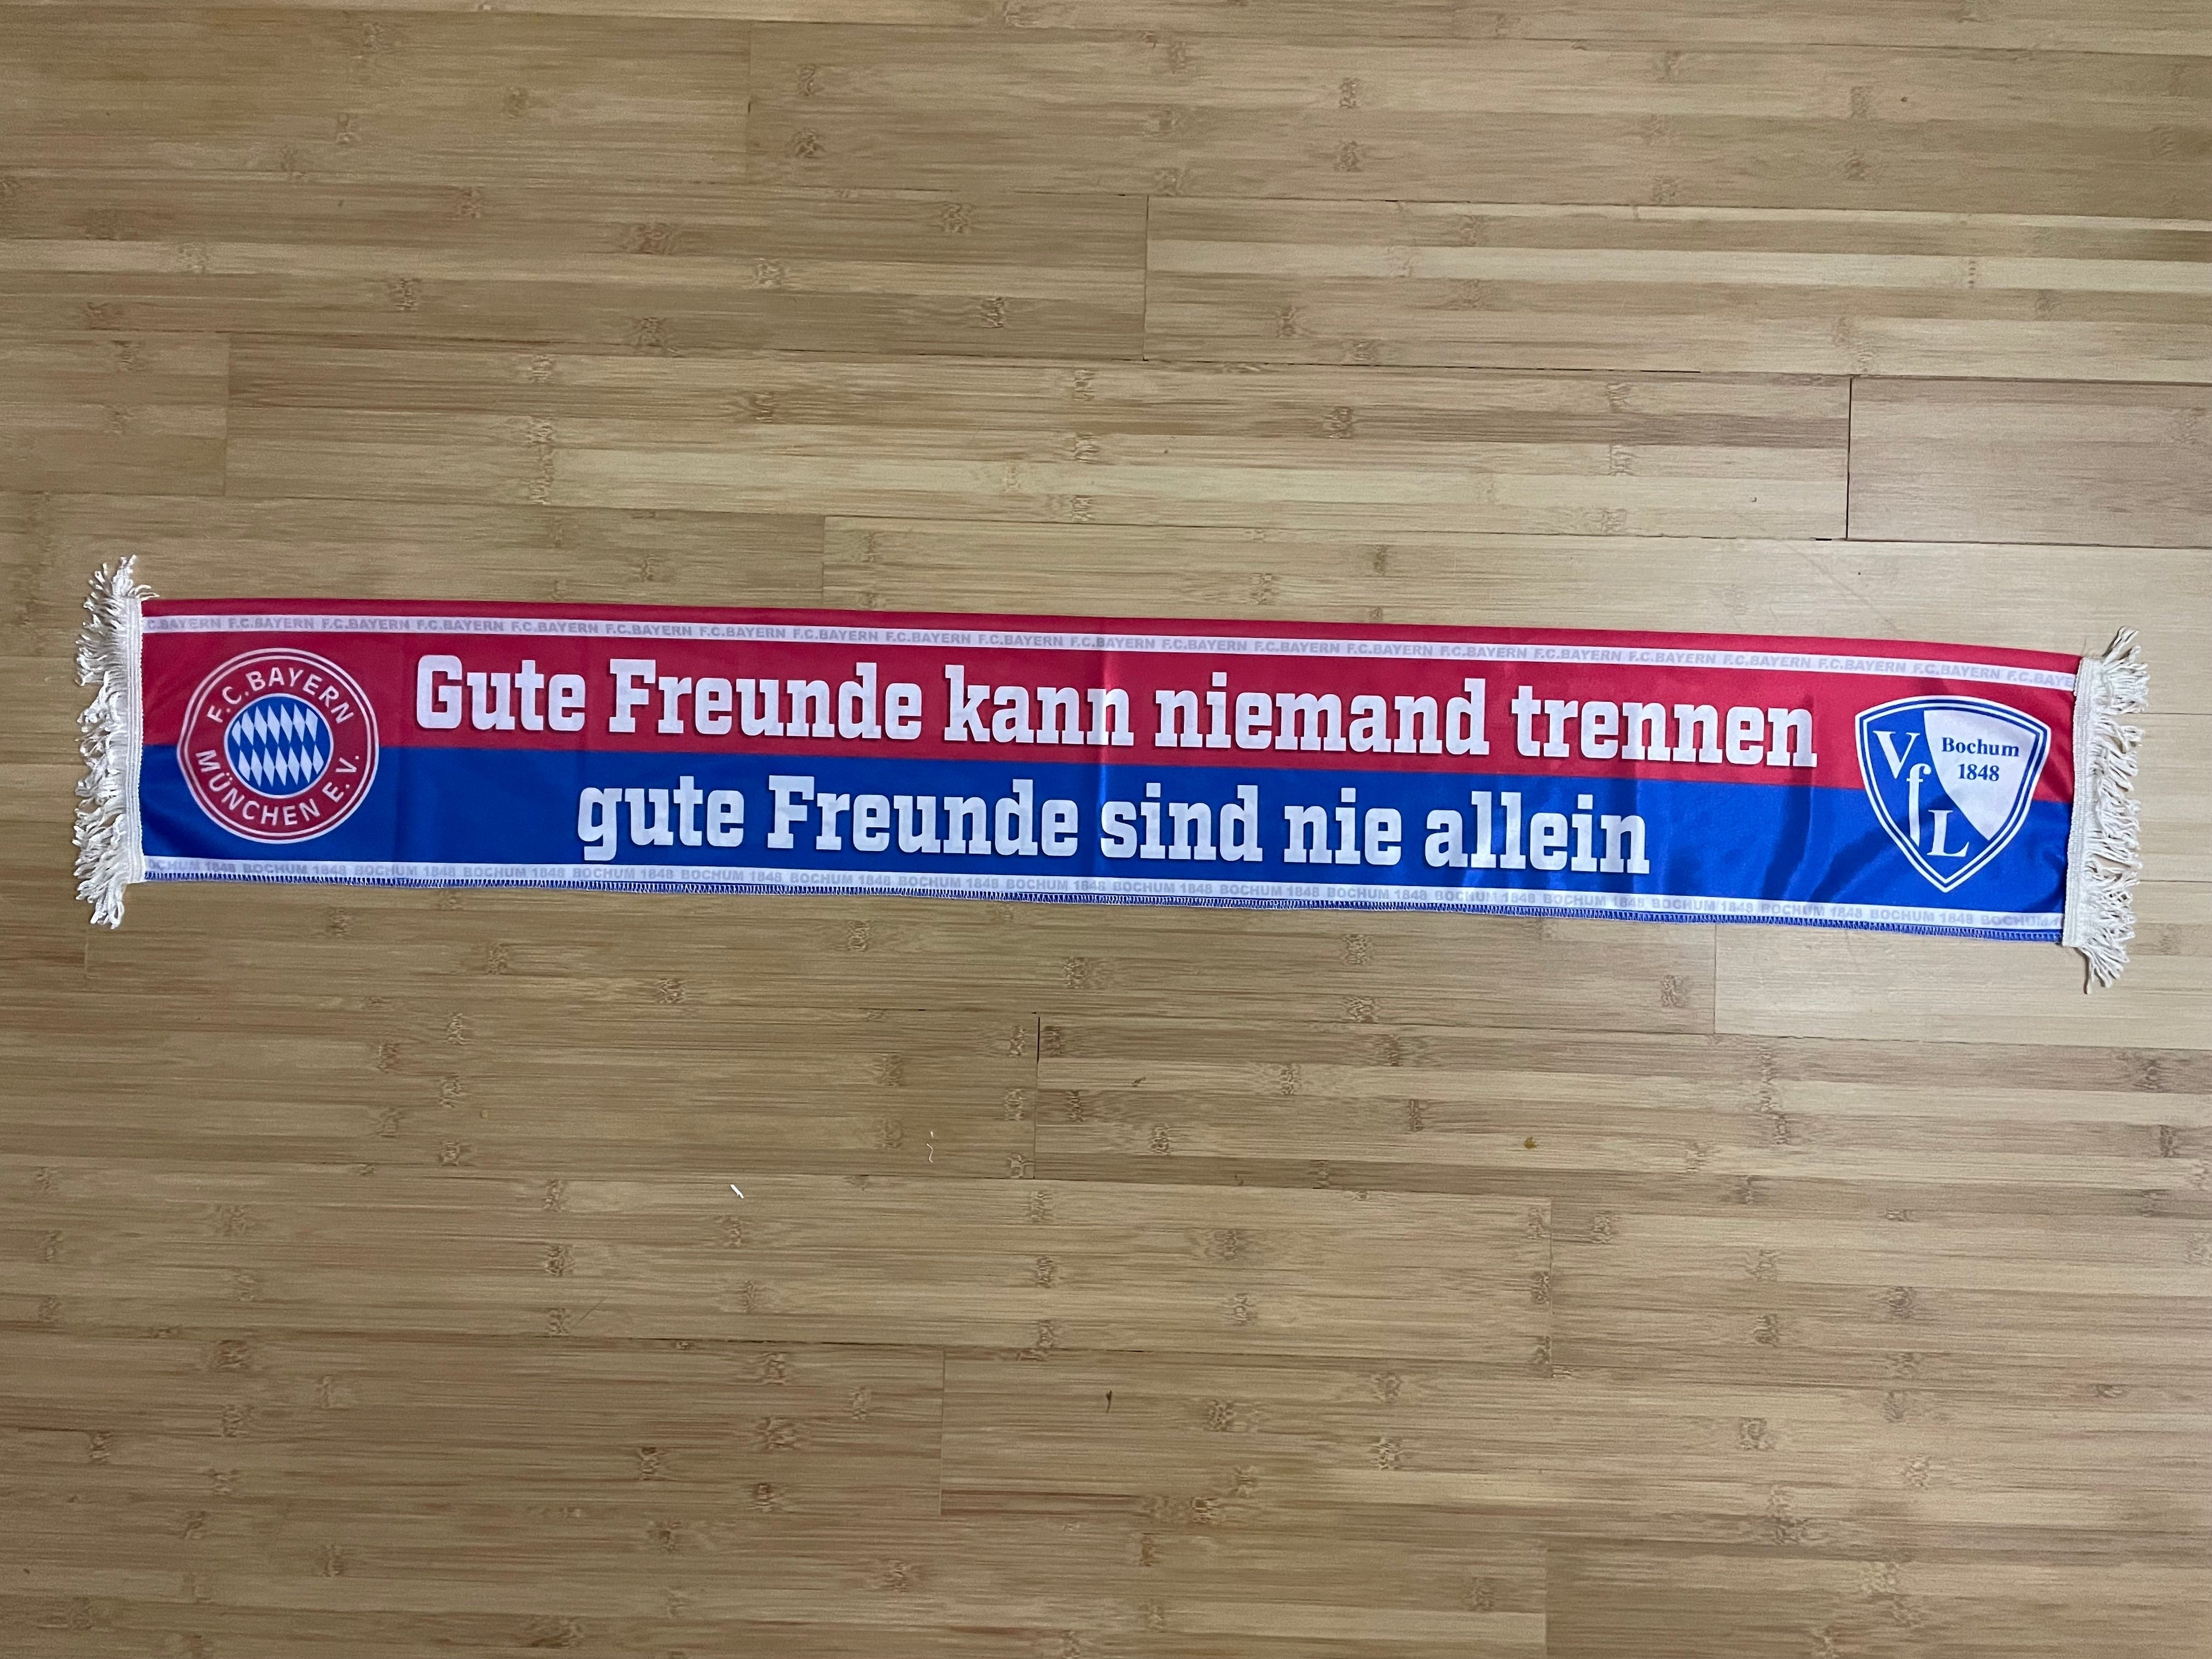 C.BAYERN F.C.BAYERN F.C.BAYERN F.C.BAYERN F.C.BAYERN F.C.BAYERN F.C.BAYERN F.C.BAYERN F.C.BAYERN F.C.BAYERN F.C.BAYERN F.C.BAYERN F.C.BAYERN F.C.BAYERN F.C.BAYERN F.C.BAYERN F.C.BAYERN F.C.BAYERN F.C.BAYERN F.C.BAYERN F.C.BAYE
F.C.BAYERN
MÜNCHEN E.V.
Gute Freunde kann niemand trennen
gute Freunde sind nie allein
VfL
Bochum
1848
OCHUM 1848 BOCHUM 1848 BOCHUM 1848 BOCHUM 1848 BOCHUM 1848 BOCHUM 1848 BOCHUM 1848 BOCHUM 1848 BOCHUM 1848 BOCHUM 1848 BOCHUM 1848 BOCHUM 1848 BOCHUM 1848 BOCHUM 1848 BOCHUM 1848 BOCHUM 1848 BOCHUM 1848 BOCHUM